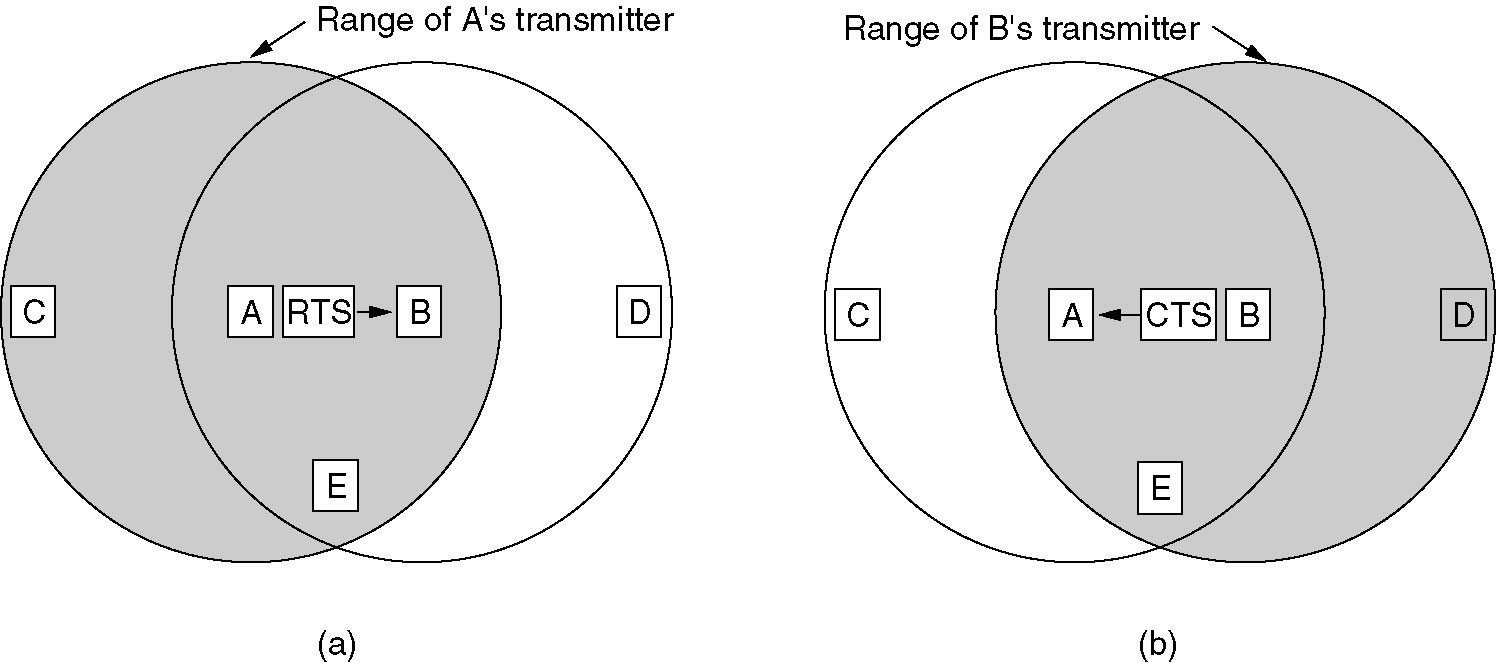 Range of A's transmitter
C
A
RTS
B
D
E
(a)
Range of B's transmitter
C
A
CTS
B
D
E
(b)